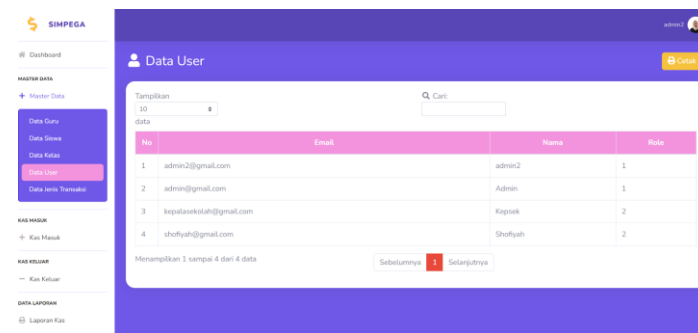 SIMPEGA
admin2
Dashboard
MASTER DATA
+ Master Data
Data Guru
Data Siswa
Data Kelas
Data User
Data Jenis Transaksi
KAS MASUK
+ Kas Masuk
KAS KELUAR
— Kas Keluar
DATA LAPORAN
Laporan Kas
Data User
Cetak
Tampilkan
10
data
Cari:
No Email Nama Role
1 admin2@gmail.com admin2 1
2 admin@gmail.com Admin 1
3 kepalasekolah@gmail.com Kepsek 2
4 shofiyah@gmail.com Shofiyah 2
Menampilkan 1 sampai 4 dari 4 data
Sebelumnya 1 Selanjutnya